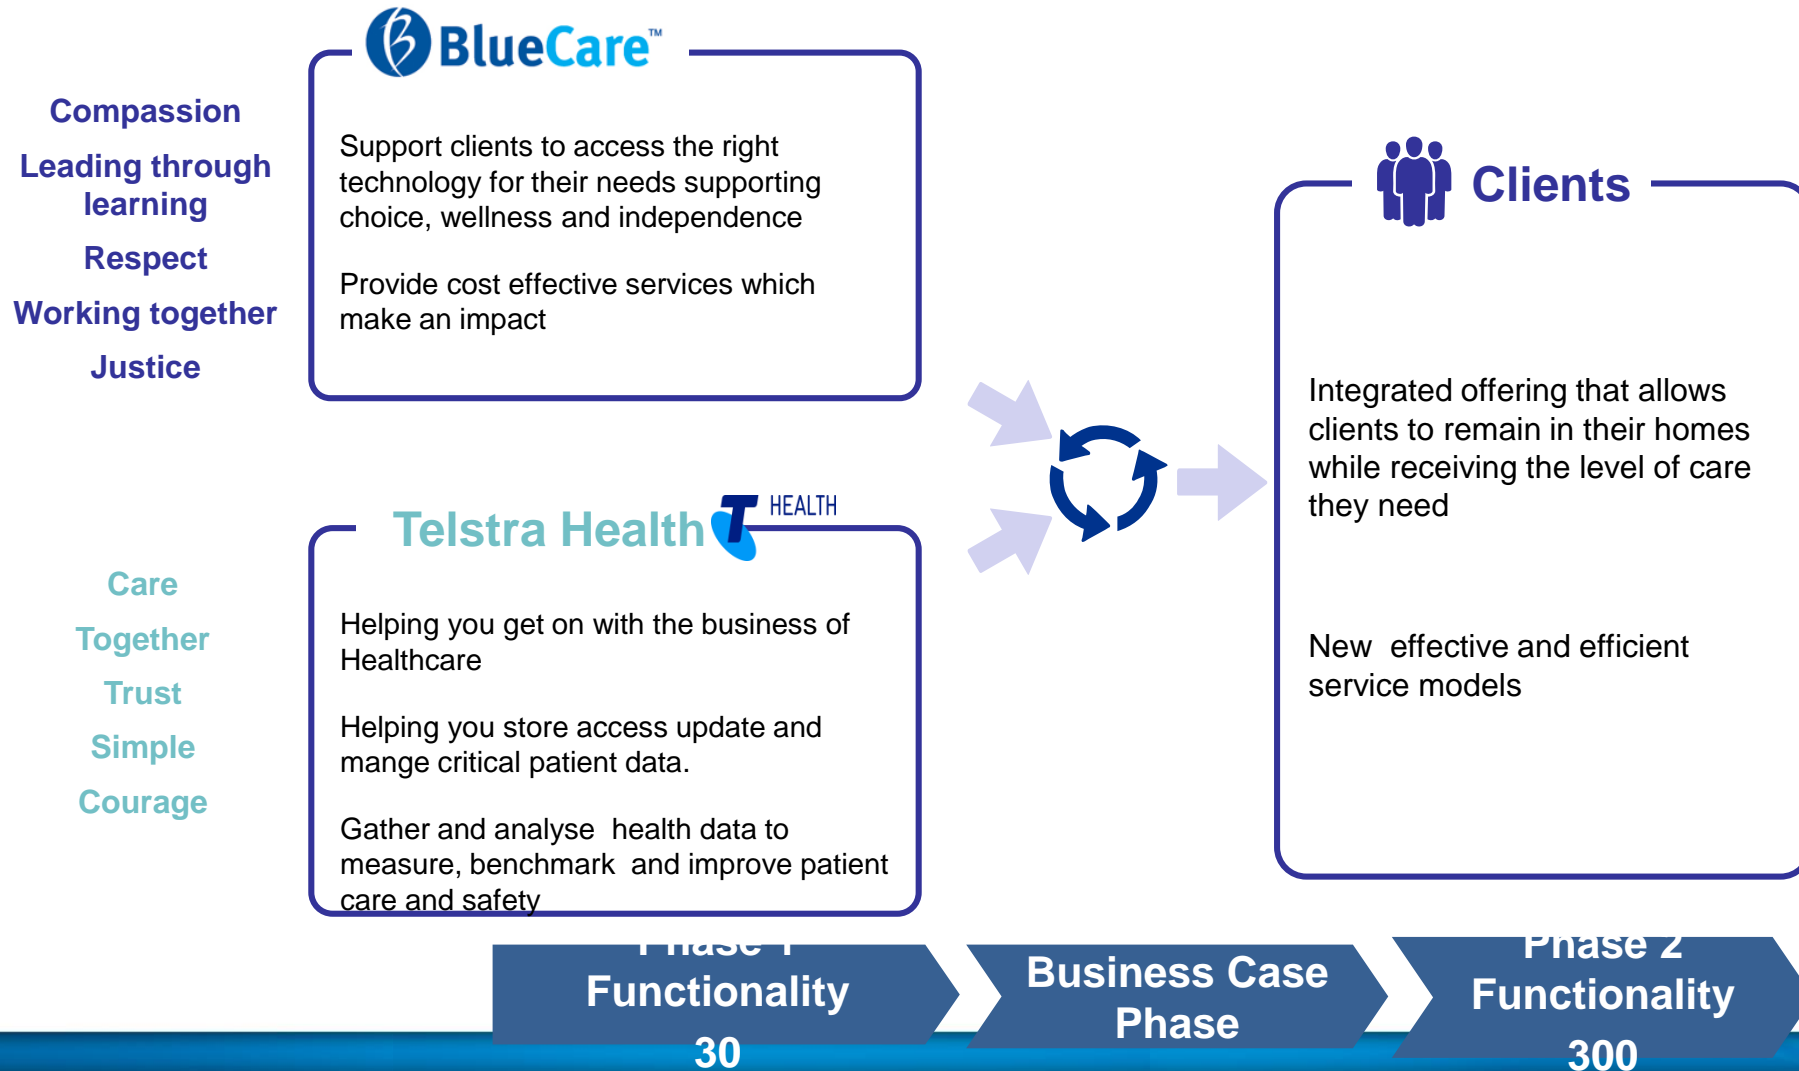 BlueCare™
Compassion
Leading through
learning
Respect
Working together
Justice
Support clients to access the right
technology for their needs supporting
choice, wellness and independence
Provide cost effective services which
make an impact
Telstra Health
T HEALTH
Care
Together
Trust
Simple
Courage
Helping you get on with the business of
Healthcare
Helping you store access update and
mange critical patient data.
Gather and analyse  health data to
measure, benchmark  and improve patient
care and safety
Clients
Integrated offering that allows
clients to remain in their homes
while receiving the level of care
they need
New  effective and efficient
service models
Phase 1
Functionality
30
Business Case
Phase
Phase 2
Functionality
300